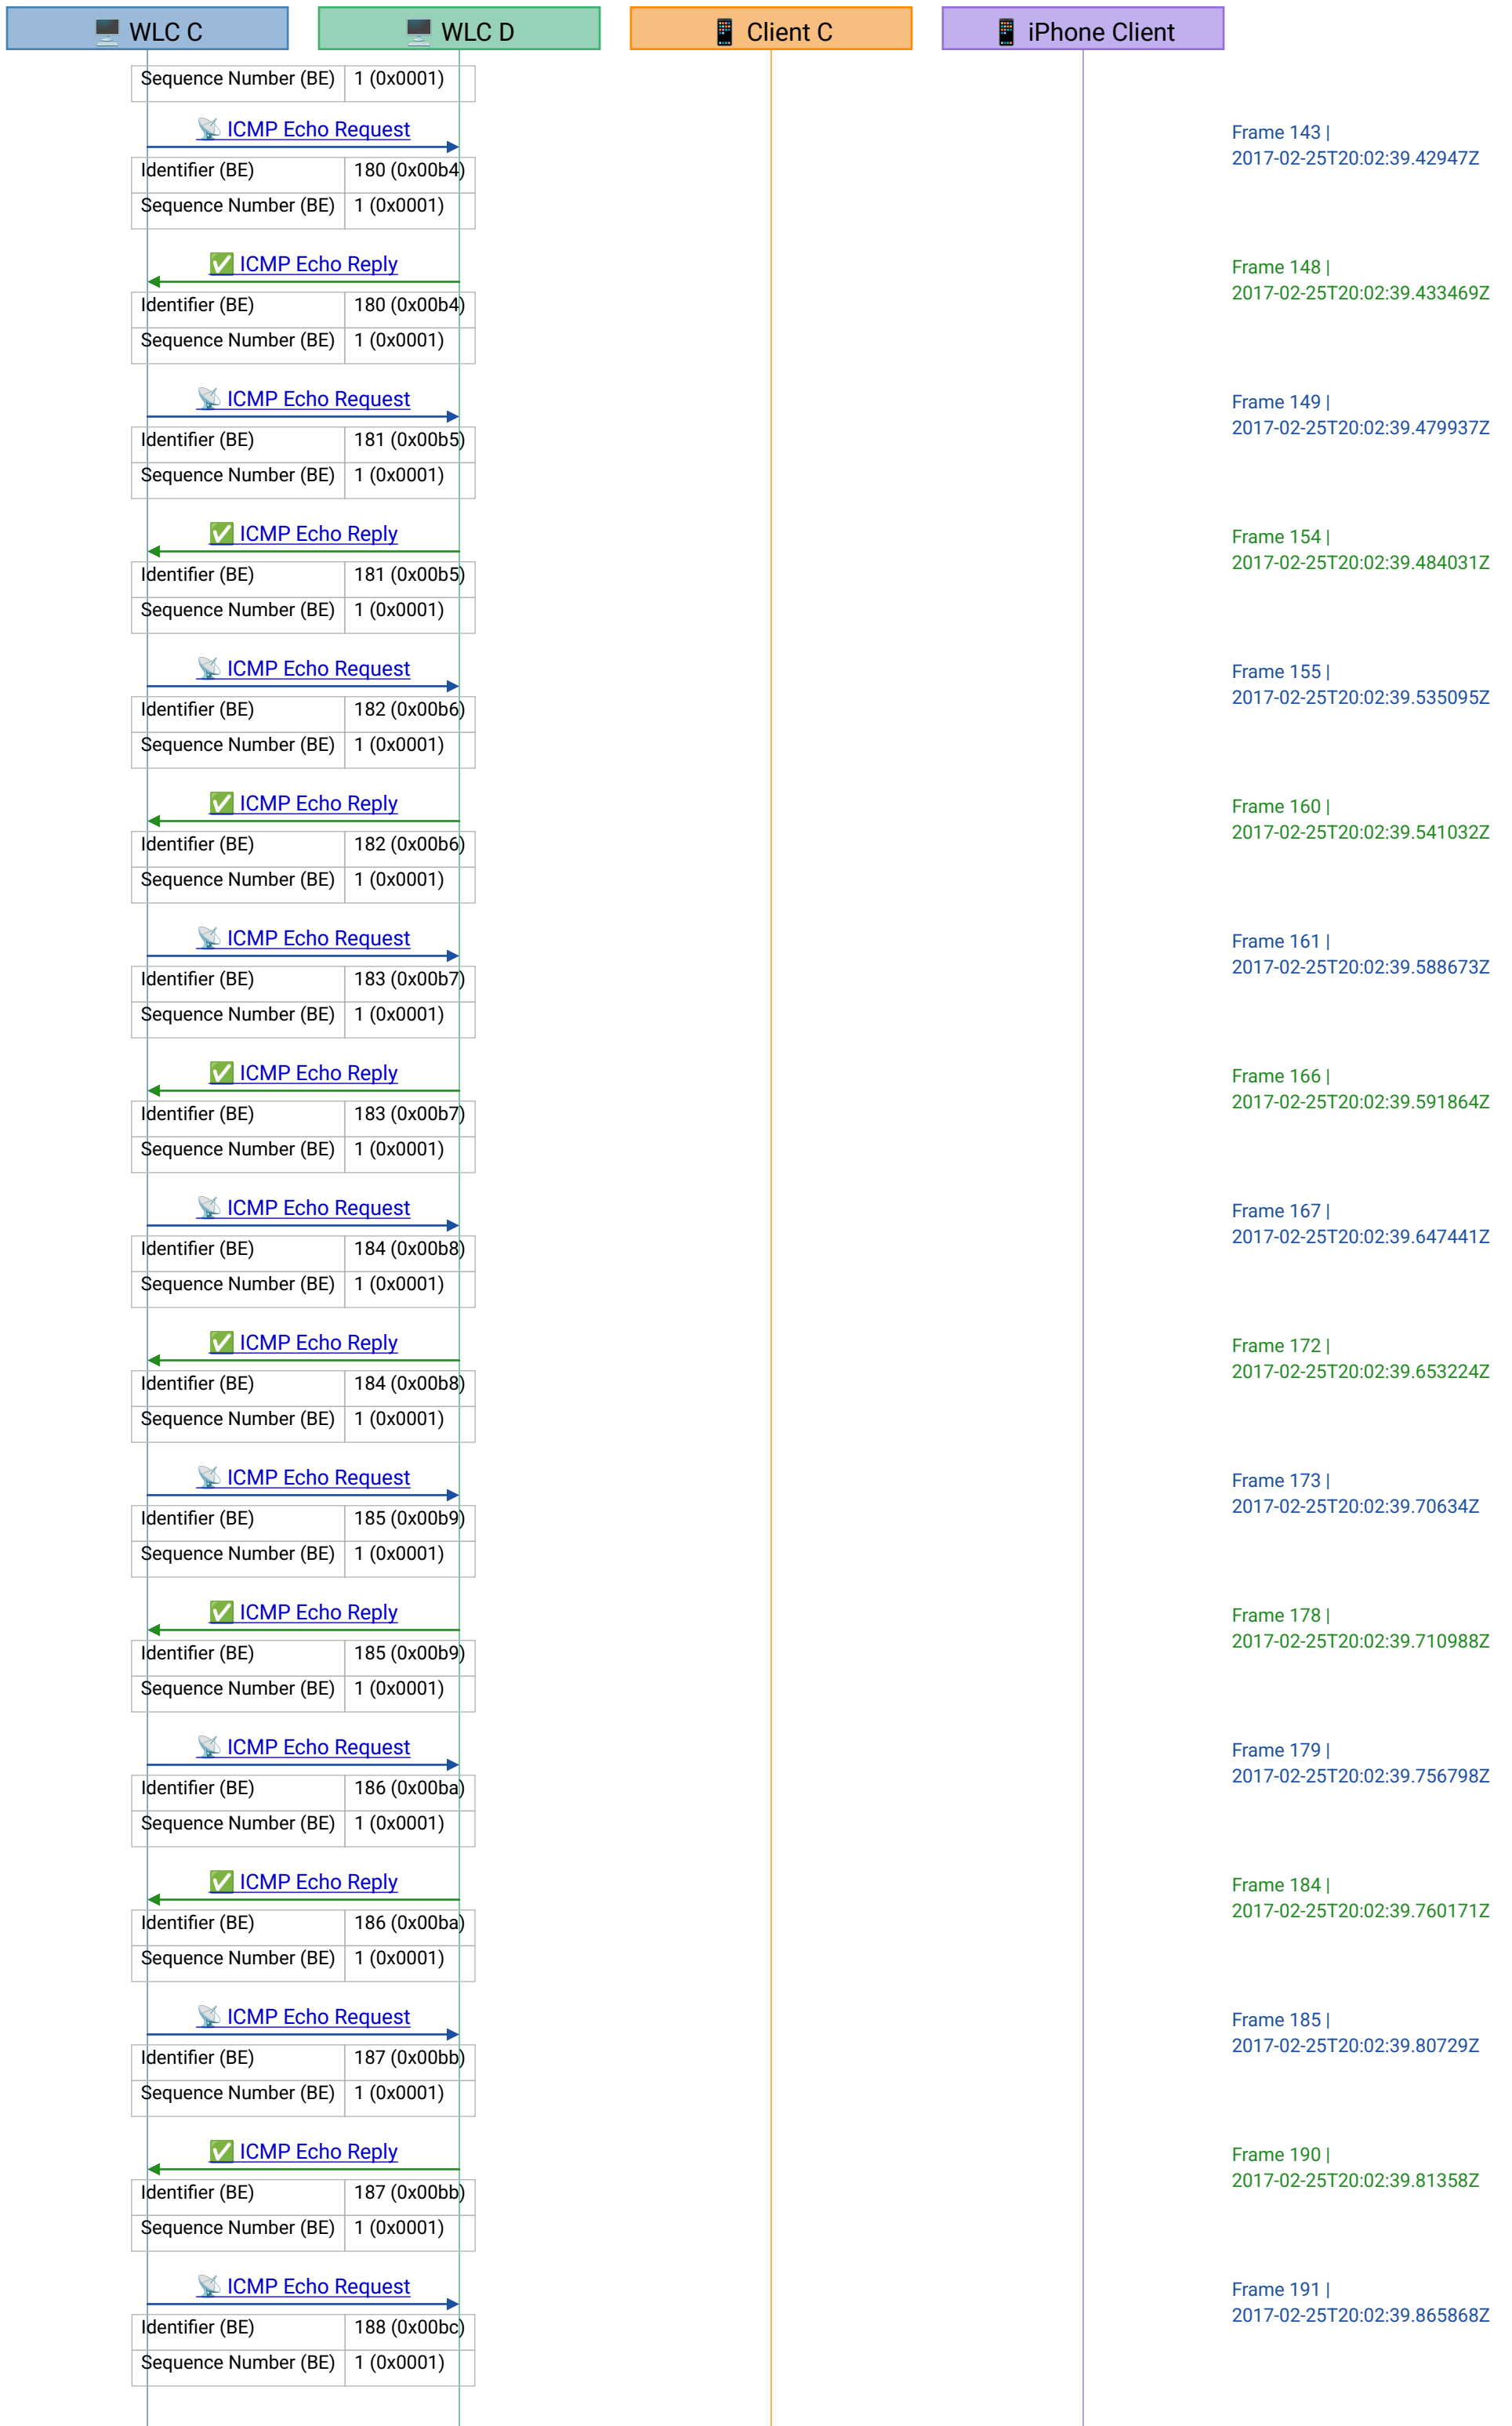 WLC C
WLC D
Client C
iPhone Client
Sequence Number (BE) 1 (0x0001)
ICMP Echo Request
Frame 143 |
2017-02-25T20:02:39.42947Z
Identifier (BE) 180 (0x00b4)
Sequence Number (BE) 1 (0x0001)
ICMP Echo Reply
Frame 148 |
2017-02-25T20:02:39.433469Z
Identifier (BE) 180 (0x00b4)
Sequence Number (BE) 1 (0x0001)
ICMP Echo Request
Frame 149 |
2017-02-25T20:02:39.479937Z
Identifier (BE) 181 (0x00b5)
Sequence Number (BE) 1 (0x0001)
ICMP Echo Reply
Frame 154 |
2017-02-25T20:02:39.484031Z
Identifier (BE) 181 (0x00b5)
Sequence Number (BE) 1 (0x0001)
ICMP Echo Request
Frame 155 |
2017-02-25T20:02:39.535095Z
Identifier (BE) 182 (0x00b6)
Sequence Number (BE) 1 (0x0001)
ICMP Echo Reply
Frame 160 |
2017-02-25T20:02:39.541032Z
Identifier (BE) 182 (0x00b6)
Sequence Number (BE) 1 (0x0001)
ICMP Echo Request
Frame 161 |
2017-02-25T20:02:39.588673Z
Identifier (BE) 183 (0x00b7)
Sequence Number (BE) 1 (0x0001)
ICMP Echo Reply
Frame 166 |
2017-02-25T20:02:39.591864Z
Identifier (BE) 183 (0x00b7)
Sequence Number (BE) 1 (0x0001)
ICMP Echo Request
Frame 167 |
2017-02-25T20:02:39.647441Z
Identifier (BE) 184 (0x00b8)
Sequence Number (BE) 1 (0x0001)
ICMP Echo Reply
Frame 172 |
2017-02-25T20:02:39.653224Z
Identifier (BE) 184 (0x00b8)
Sequence Number (BE) 1 (0x0001)
ICMP Echo Request
Frame 173 |
2017-02-25T20:02:39.70634Z
Identifier (BE) 185 (0x00b9)
Sequence Number (BE) 1 (0x0001)
ICMP Echo Reply
Frame 178 |
2017-02-25T20:02:39.710988Z
Identifier (BE) 185 (0x00b9)
Sequence Number (BE) 1 (0x0001)
ICMP Echo Request
Frame 179 |
2017-02-25T20:02:39.756798Z
Identifier (BE) 186 (0x00ba)
Sequence Number (BE) 1 (0x0001)
ICMP Echo Reply
Frame 184 |
2017-02-25T20:02:39.760171Z
Identifier (BE) 186 (0x00ba)
Sequence Number (BE) 1 (0x0001)
ICMP Echo Request
Frame 185 |
2017-02-25T20:02:39.80729Z
Identifier (BE) 187 (0x00bb)
Sequence Number (BE) 1 (0x0001)
ICMP Echo Reply
Frame 190 |
2017-02-25T20:02:39.81358Z
Identifier (BE) 187 (0x00bb)
Sequence Number (BE) 1 (0x0001)
ICMP Echo Request
Frame 191 |
2017-02-25T20:02:39.865868Z
Identifier (BE) 188 (0x00bc)
Sequence Number (BE) 1 (0x0001)